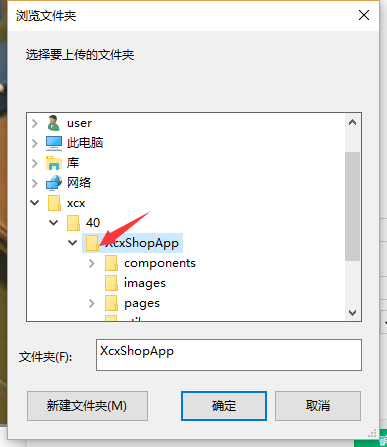 浏览文件夹
选择要上传的文件夹
user
此电脑
库
网络
xcx
40
XcxShopApp
components
images
pages
文件夹(F):
XcxShopApp
新建文件夹(M)
确定
取消